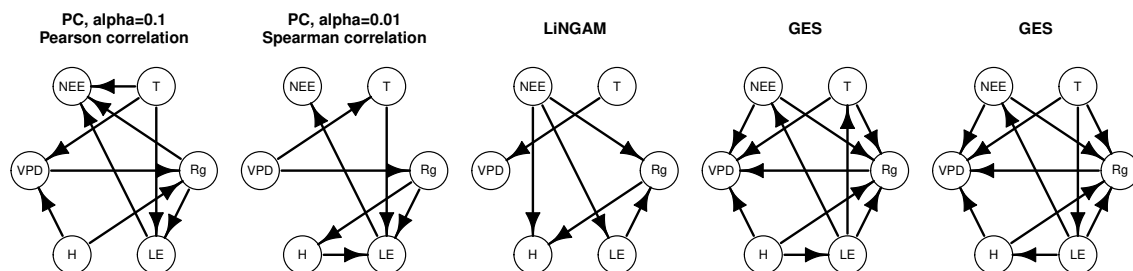 PC, alpha=0.1
Pearson correlation
PC, alpha=0.01
Spearman correlation
LiNGAM
GES
GES
NEE
T
VPD
Rg
H
LE
NEE
T
VPD
Rg
H
LE
NEE
T
VPD
Rg
H
LE
NEE
T
VPD
Rg
H
LE
NEE
T
VPD
Rg
H
LE